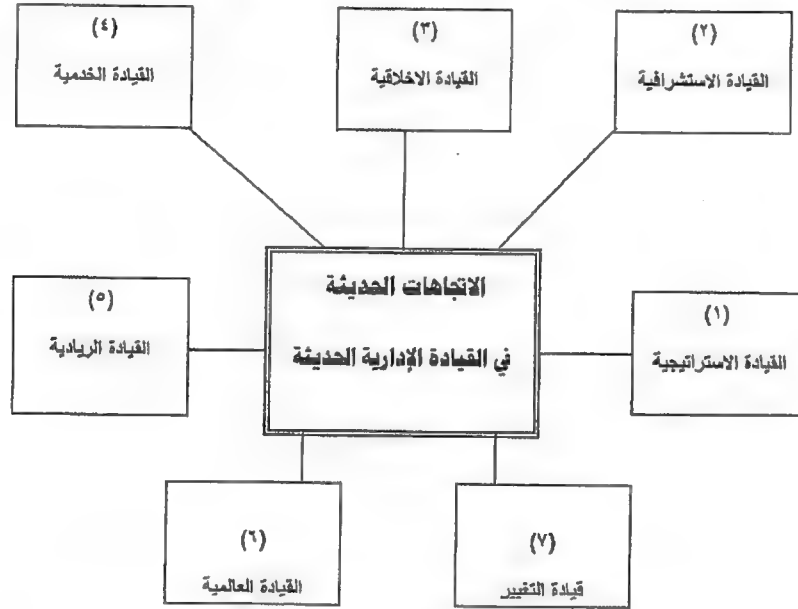 (٤)
القيادة الخدمية
(٣)
القيادة الاخلاقية
(٢)
القيادة الاستشرافية
الاتجاهات الحديثة
في القيادة الإدارية الحديثة
(٥)
القيادة الريادية
(١)
القيادة الاستراتيجية
(٦)
القيادة العالمية
(٧)
قيادة التغيير